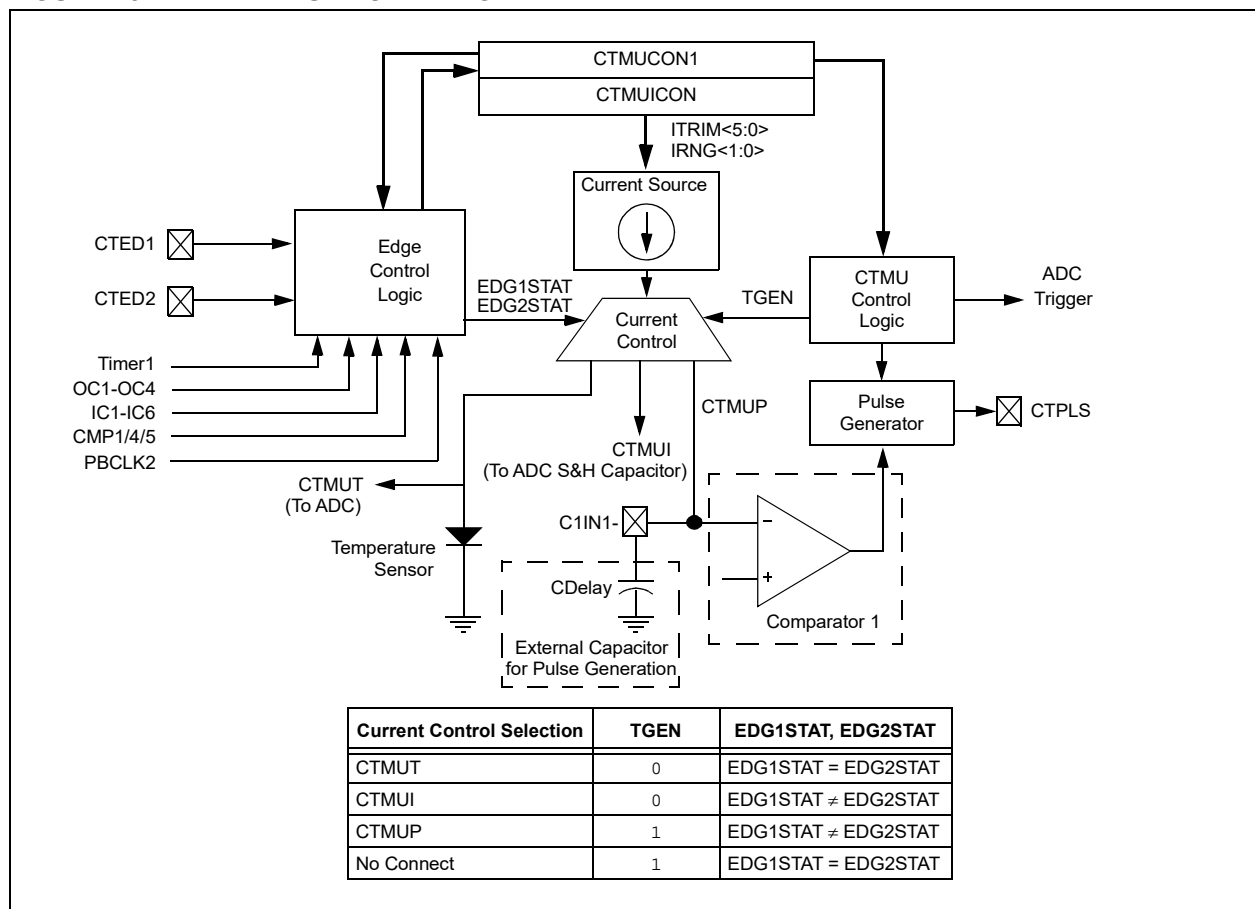 CTMUCON1
CTMUICON
ITRIM<5:0>
IRNG<1:0>
Current Source
CTED1
CTED2
Edge
Control
Logic
EDG1STAT
EDG2STAT
Current
Control
TGEN
CTMU
Control
Logic
ADC
Trigger
Timer1
OC1-OC4
IC1-IC6
CMP1/4/5
PBCLK2
CTMUP
Pulse
Generator
CTPLS
CTMUI
(To ADC S&H Capacitor)
CTMUT
(To ADC)
C1IN1-
–
+
Temperature
Sensor
CDelay
Comparator 1
External Capacitor
for Pulse Generation
Current Control Selection TGEN EDG1STAT, EDG2STAT
CTMUT 0 EDG1STAT = EDG2STAT
CTMUI 0 EDG1STAT ≠ EDG2STAT
CTMUP 1 EDG1STAT ≠ EDG2STAT
No Connect 1 EDG1STAT = EDG2STAT